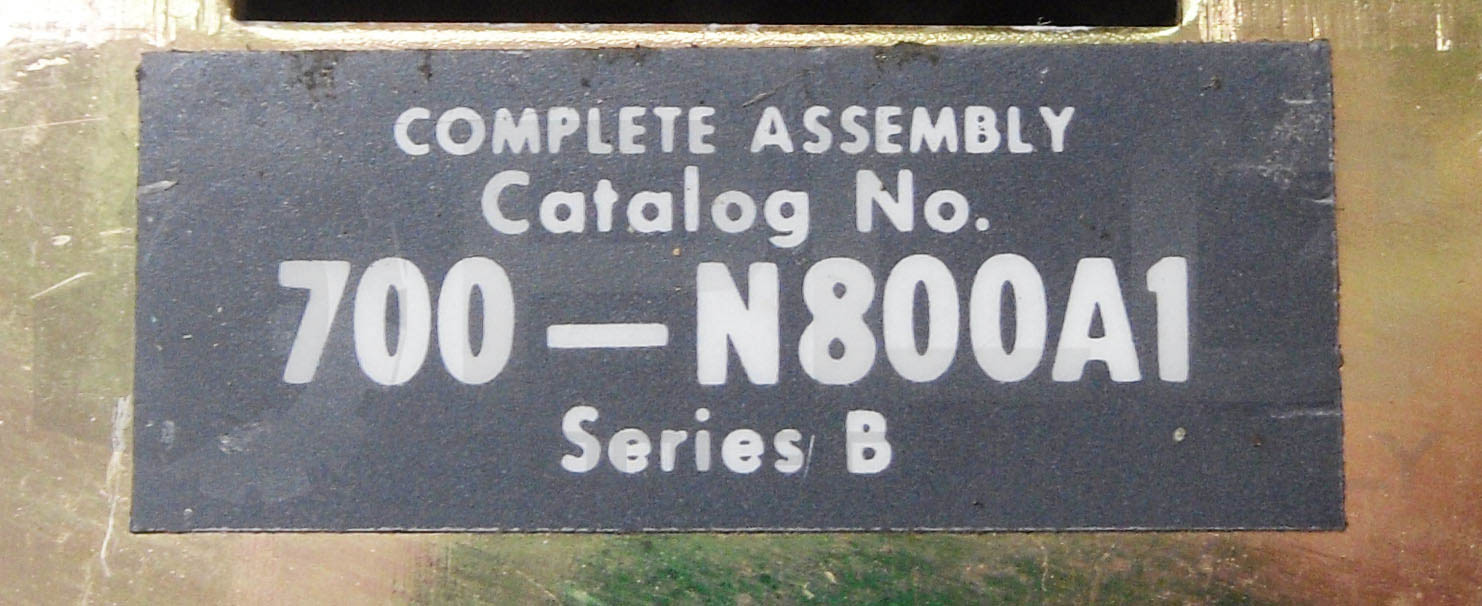 COMPLETE ASSEMBLY
Catalog No.
700-N800A1
Series B